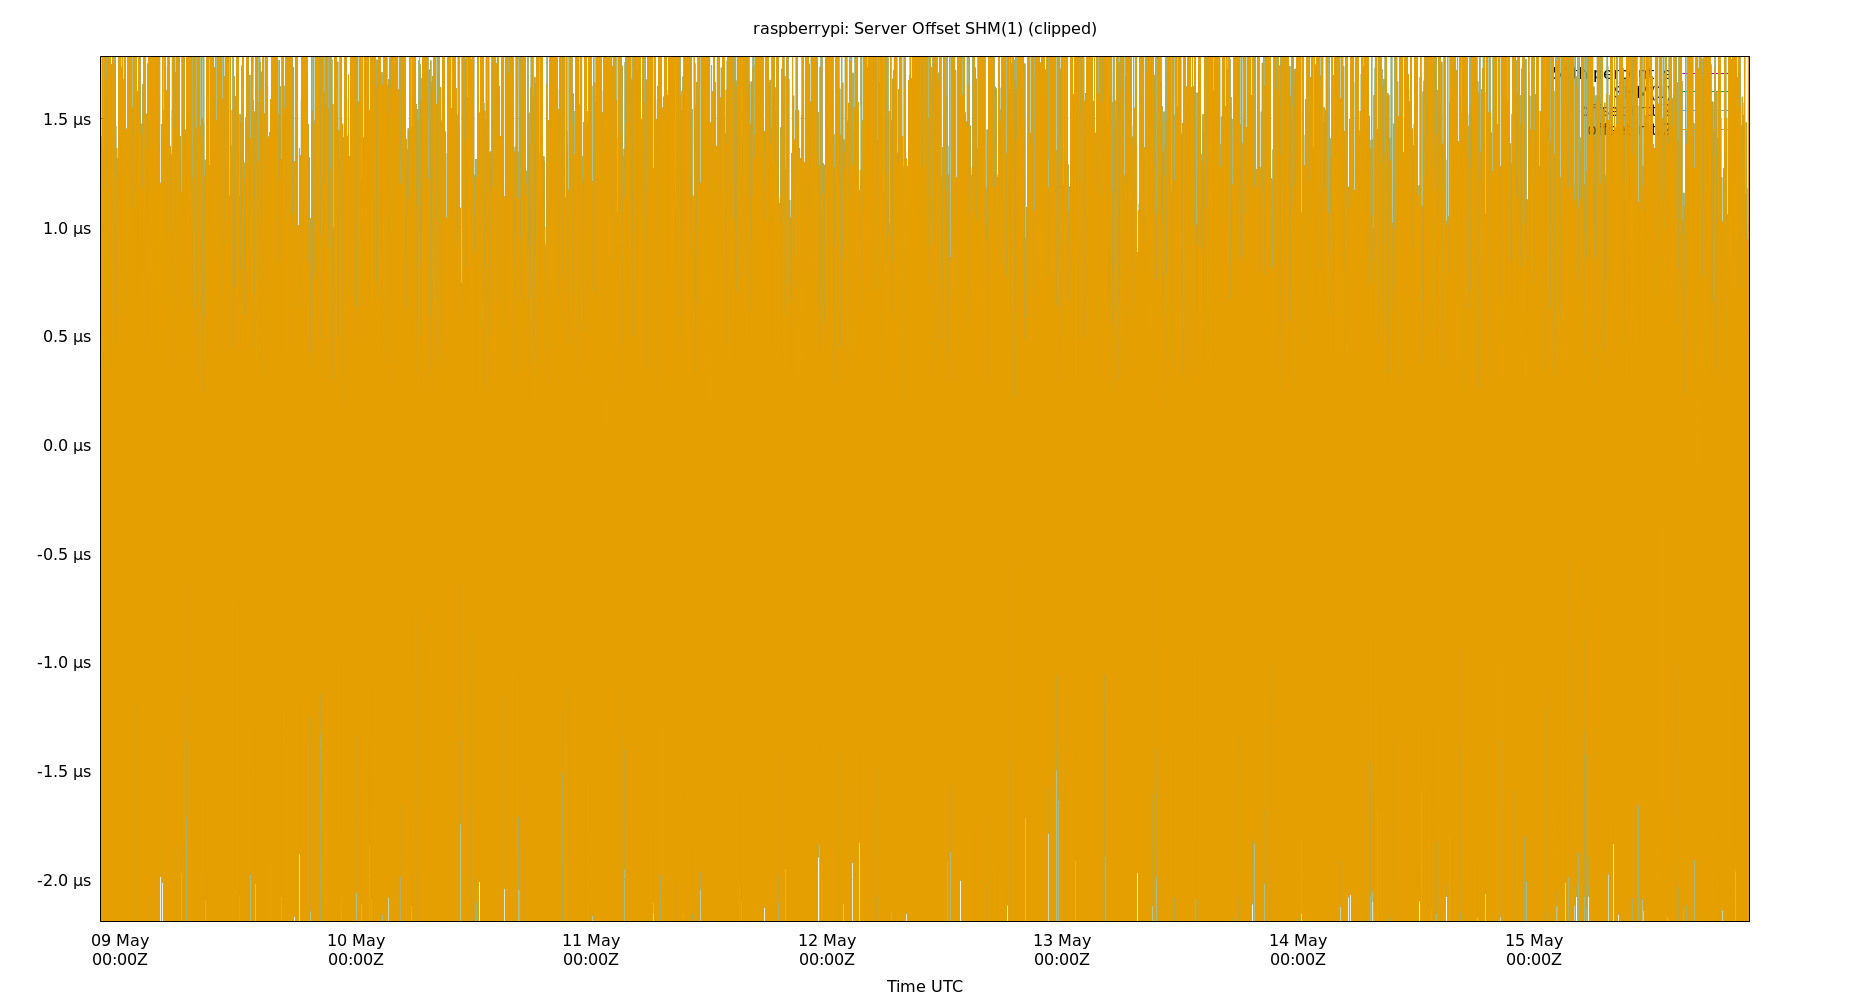 raspberrypi: Server Offset SHM(1) (clipped)
1.5 µs
1.0 µs
0.5 µs
0.0 µs
-0.5 µs
-1.0 µs
-1.5 µs
-2.0 µs
09 May 10 May 11 May 12 May 13 May 14 May 15 May
00:00Z 00:00Z 00:00Z 00:00Z 00:00Z 00:00Z 00:00Z
Time UTC